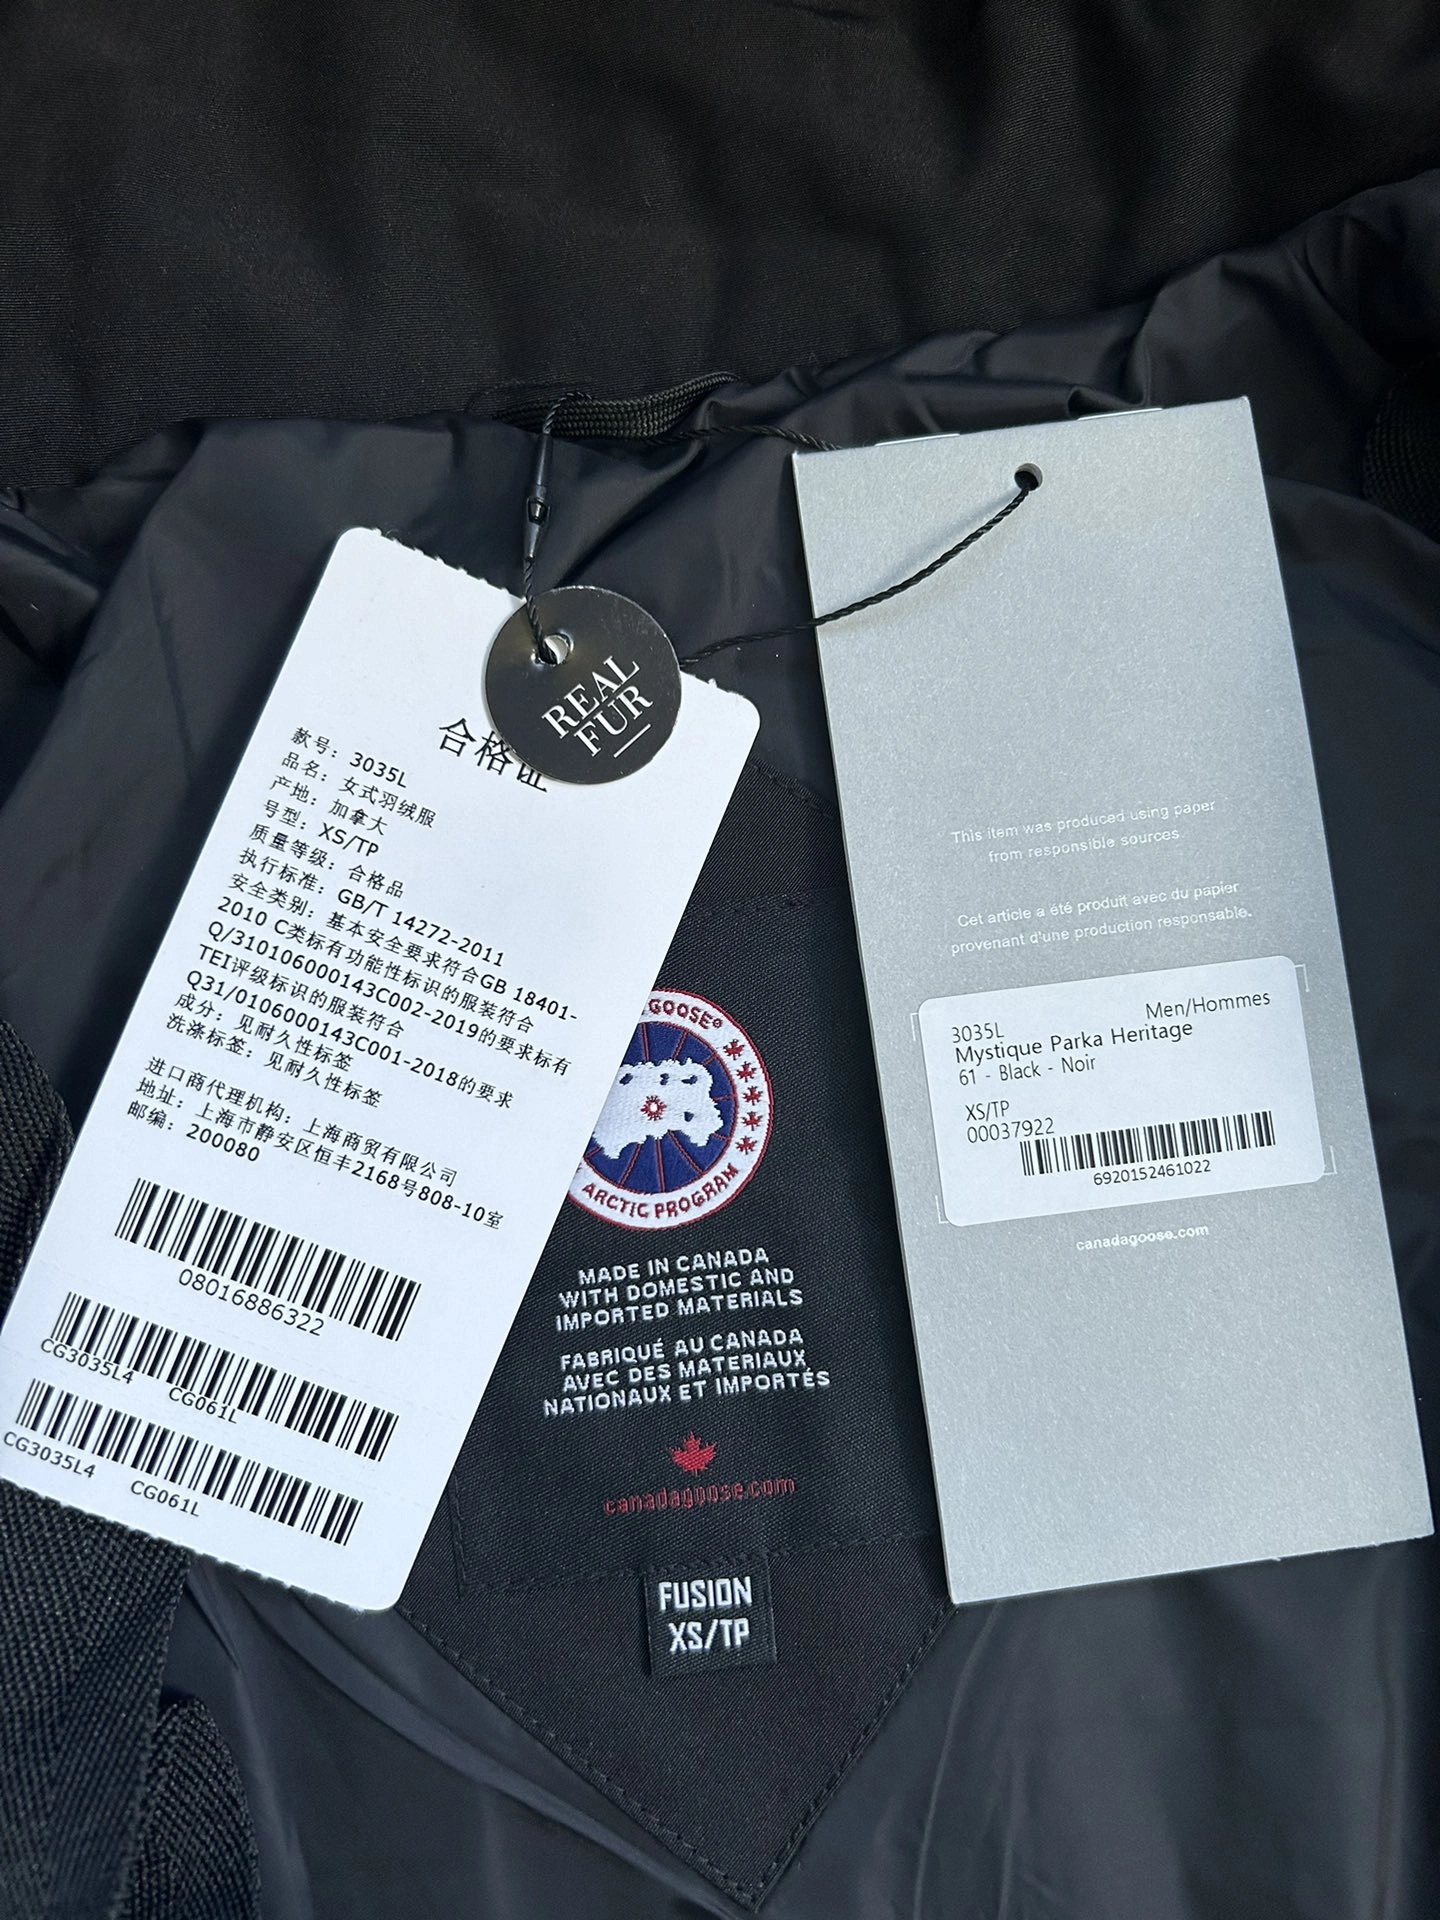 合格证
款号: 3035L
品名: 女式羽绒服
产地: 加拿大
号型: XS/TP
质量等级: 合格品
执行标准: GB/T 14272-2011
安全类别: 基本安全要求符合GB 18401-
2010 C类标有功能性标识的服装符合
Q/310106000143C002-2019的要求标有
TEI评级标识的服装符合
Q31/0106000143C001-2018的要求
成分: 见耐久性标签
洗涤标签: 见耐久性标签
进口商代理机构: 上海商贸有限公司
地址: 上海市静安区恒丰2168号808-10室
邮编: 200080
08016886322
CG3035L4 CG061L
CG3035L4 CG061L
REAL
FUR
GOOSE®
ARCTIC PROGRAM
MADE IN CANADA
WITH DOMESTIC AND
IMPORTED MATERIALS
FABRIQUÉ AU CANADA
AVEC DES MATERIAUX
NATIONAUX ET IMPORTÉS
canadagoose.com
FUSION
XS/TP
This item was produced using paper
from responsible sources.
Cet article a été produit avec du papier
provenant d'une production responsable.
Men/Hommes
3035L
Mystique Parka Heritage
61 - Black - Noir
XS/TP
00037922
6920152461022
canadagoose.com